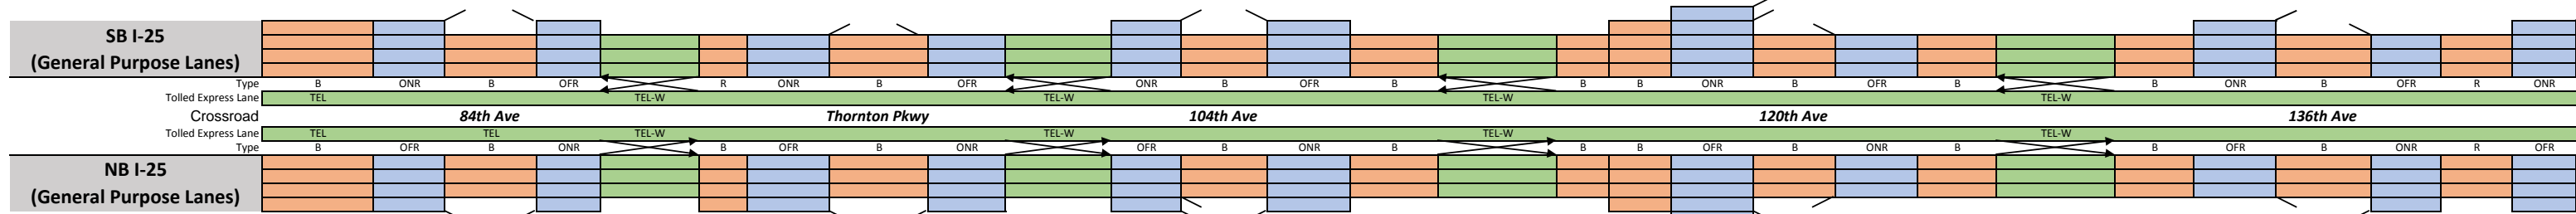 SB I-25
(General Purpose Lanes)
Type B ONR B OFR R ONR B OFR ONR B OFR B B B ONR B OFR B B ONR B OFR R ONR
Tolled Express Lane TEL TEL-W TEL-W TEL-W TEL-W
Crossroad 84th Ave Thornton Pkwy 104th Ave 120th Ave 136th Ave
Tolled Express Lane TEL TEL TEL-W TEL-W TEL-W TEL-W
Type B OFR B ONR B OFR B ONR OFR B ONR B B B OFR B ONR B B OFR B ONR R OFR
NB I-25
(General Purpose Lanes)